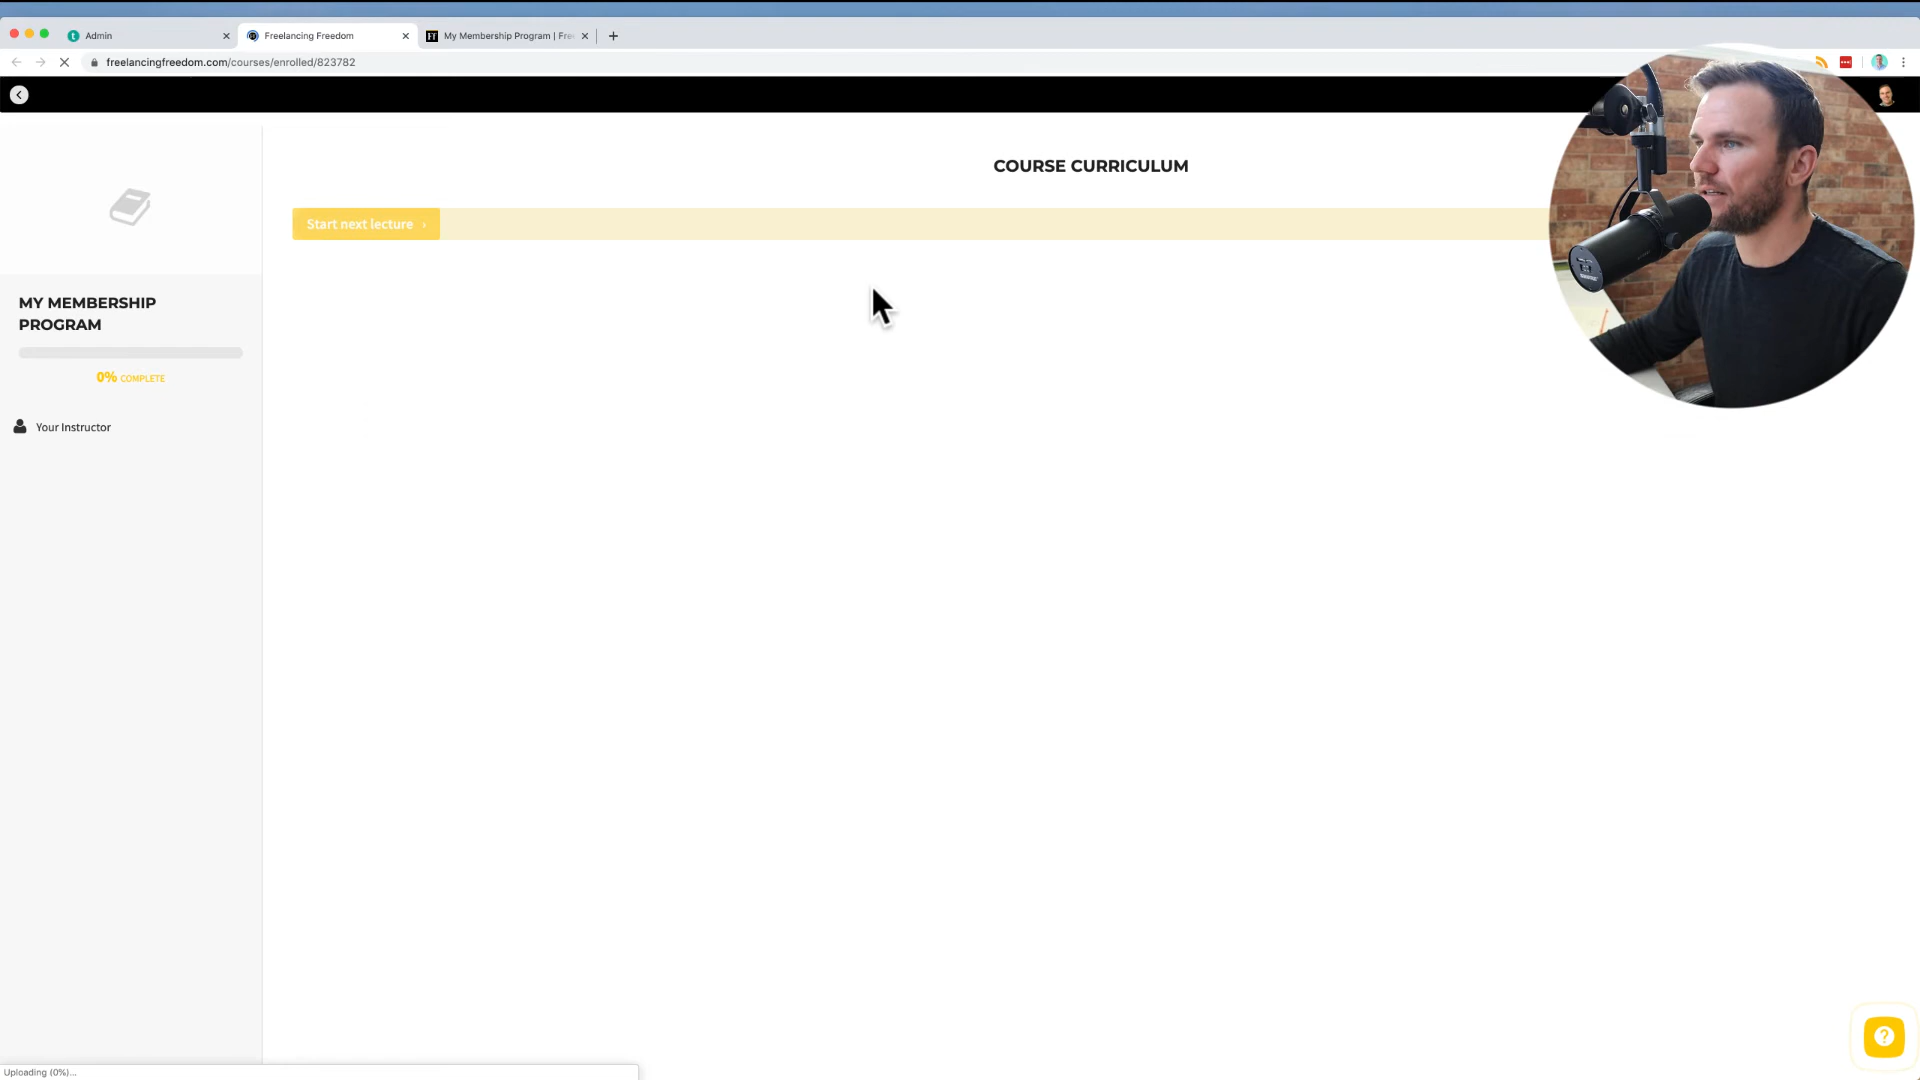 Admin
Freelancing Freedom
My Membership Program | Free
freelancingfreedom.com/courses/enrolled/823782
COURSE CURRICULUM
Start next lecture ›
MY MEMBERSHIP
PROGRAM
0% COMPLETE
Your Instructor
Uploading (0%)...